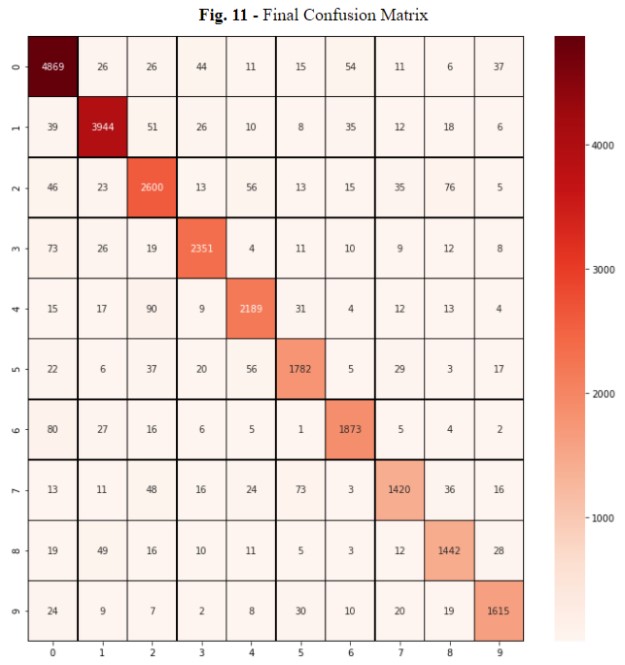 Fig. 11 - Final Confusion Matrix
0 4869 26 26 44 11 15 54 11 6 37
1 39 3944 51 26 10 8 35 12 18 6
2 46 23 2600 13 56 13 15 35 76 5
3 73 26 19 2351 4 11 10 9 12 8
4 15 17 90 9 2189 31 4 12 13 4
5 22 6 37 20 56 1782 5 29 3 17
6 80 27 16 6 5 1 1873 5 4 2
7 13 11 48 16 24 73 3 1420 36 16
8 19 49 16 10 11 5 3 12 1442 28
9 24 9 7 2 8 30 10 20 19 1615
0 1 2 3 4 5 6 7 8 9
4000
3000
2000
1000